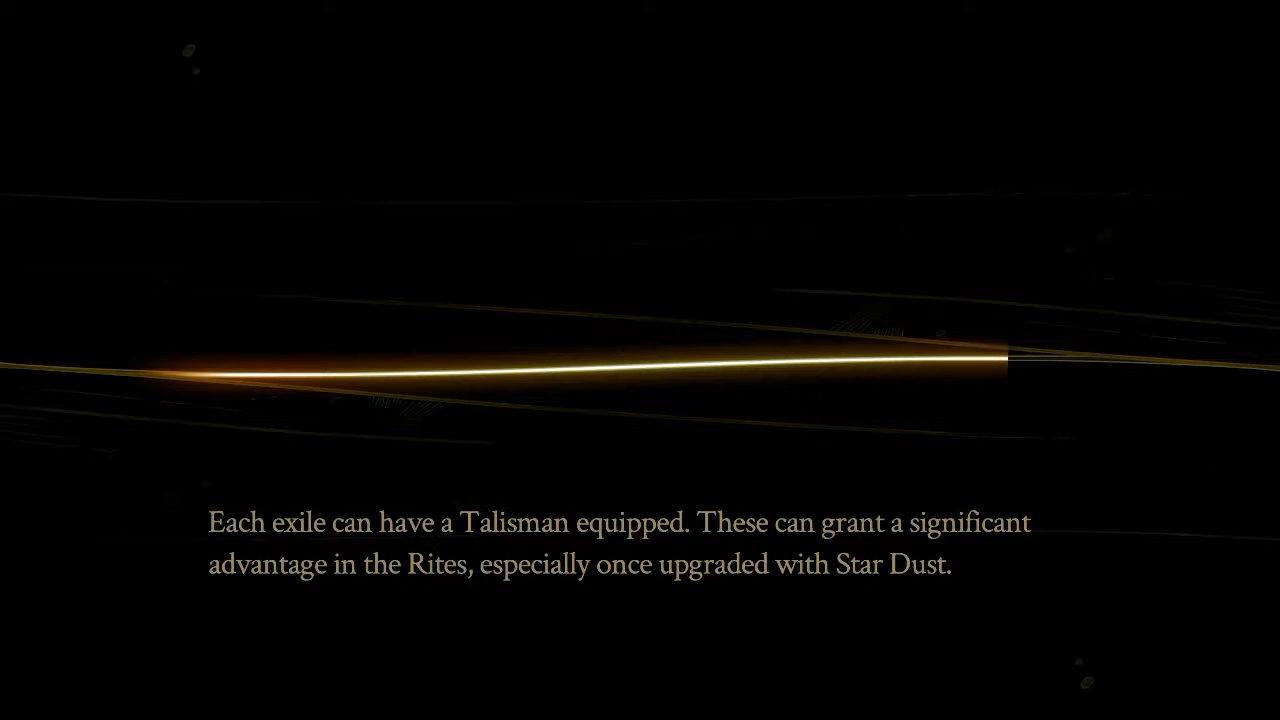 Each exile can have a Talisman equipped. These can grant a significant
advantage in the Rites, especially once upgraded with Star Dust.